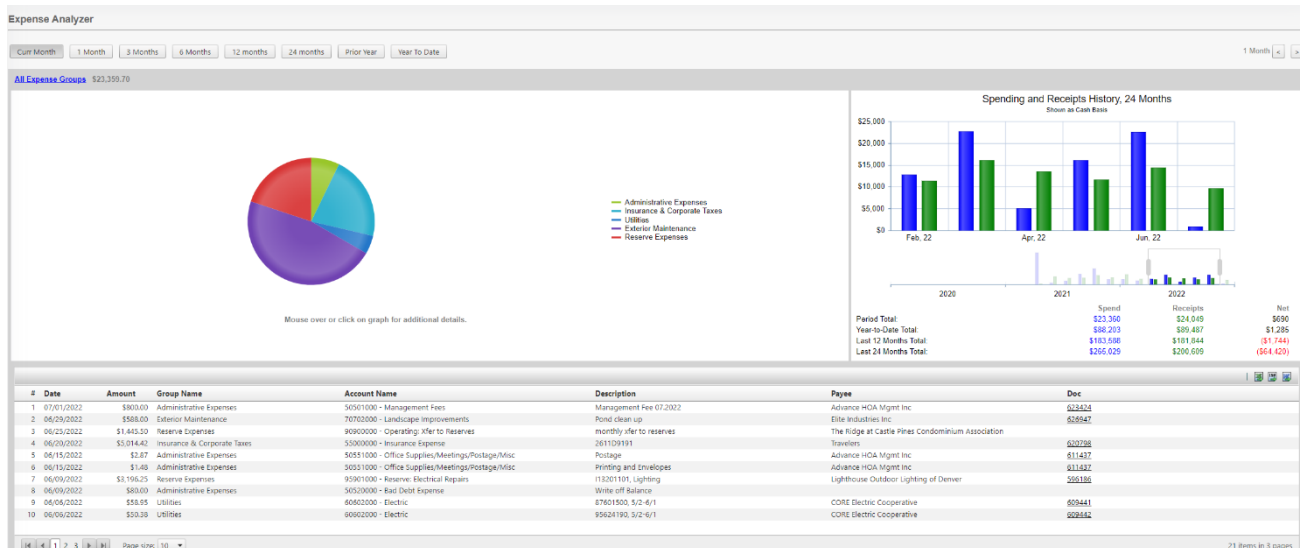 Expense Analyzer
Curr Month 1 Month 3 Months 6 Months 12 months 24 months Prior Year Year To Date 1 Month < >
All Expense Groups $23,359.70
Administrative Expenses
Insurance & Corporate Taxes
Utilities
Exterior Maintenance
Reserve Expenses
Mouse over or click on graph for additional details.
Spending and Receipts History, 24 Months
Shown as Cash Basis
$25,000
$20,000
$15,000
$10,000
$5,000
$0
Feb, 22 Apr, 22 Jun, 22
2020 2021 2022
Spend Receipts Net
Period Total: $23,360 $24,049 $690
Year-to-Date Total: $88,203 $89,487 $1,285
Last 12 Months Total: $183,588 $181,844 ($1,744)
Last 24 Months Total: $265,029 $200,609 ($64,420)
# Date Amount Group Name Account Name Description Payee Doc
1 07/01/2022 $800.00 Administrative Expenses 50501000 - Management Fees Management Fee 07.2022 Advance HOA Mgmt Inc 623424
2 06/29/2022 $588.00 Exterior Maintenance 70702000 - Landscape Improvements Pond clean up Elite Industries Inc 626947
3 06/25/2022 $1,445.50 Reserve Expenses 90900000 - Operating: Xfer to Reserves monthly xfer to reserves The Ridge at Castle Pines Condominium Association
4 06/20/2022 $5,014.42 Insurance & Corporate Taxes 55000000 - Insurance Expense 2611D9191 Travelers 620798
5 06/15/2022 $2.87 Administrative Expenses 50551000 - Office Supplies/Meetings/Postage/Misc Postage Advance HOA Mgmt Inc 611437
6 06/15/2022 $1.48 Administrative Expenses 50551000 - Office Supplies/Meetings/Postage/Misc Printing and Envelopes Advance HOA Mgmt Inc 611437
7 06/09/2022 $3,196.25 Reserve Expenses 95901000 - Reserve: Electrical Repairs I13201101, Lighting Lighthouse Outdoor Lighting of Denver 596186
8 06/09/2022 $80.00 Administrative Expenses 50520000 - Bad Debt Expense Write off Balance
9 06/06/2022 $58.95 Utilities 60602000 - Electric 87601500, 5/2-6/1 CORE Electric Cooperative 609441
10 06/06/2022 $50.38 Utilities 60602000 - Electric 95624190, 5/2-6/1 CORE Electric Cooperative 609442
1 2 3 Page size: 10 21 items in 3 pages